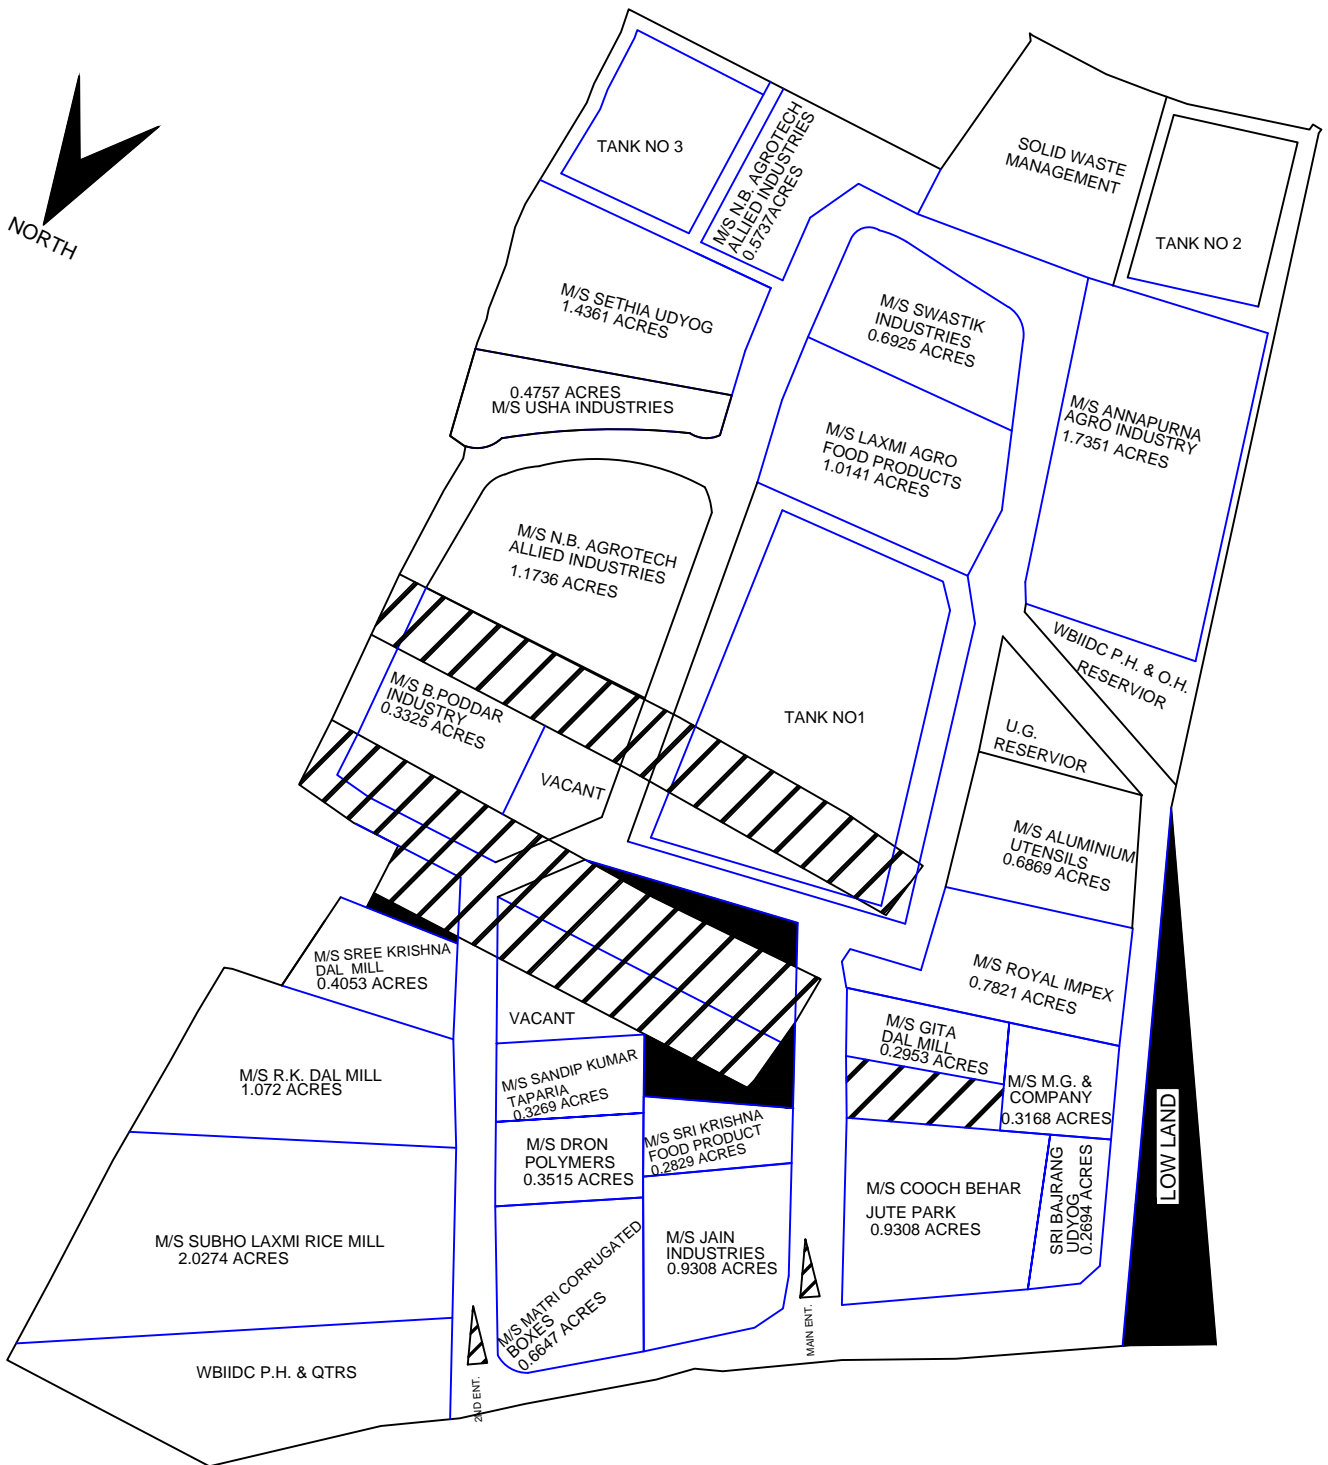 NORTH
TANK NO 3
M/S N.B. AGROTECH
ALLIED INDUSTRIES
0.5737ACRES
SOLID WASTE
MANAGEMENT
TANK NO 2
M/S SETHIA UDYOG
1.4361 ACRES
M/S SWASTIK
INDUSTRIES
0.6925 ACRES
0.4757 ACRES
M/S USHA INDUSTRIES
M/S LAXMI AGRO
FOOD PRODUCTS
1.0141 ACRES
M/S ANNAPURNA
AGRO INDUSTRY
1.7351 ACRES
M/S N.B. AGROTECH
ALLIED INDUSTRIES
1.1736 ACRES
WBIIDC P.H. & O.H.
RESERVIOR
M/S B.PODDAR
INDUSTRY
0.3325 ACRES
TANK NO1
U.G.
RESERVIOR
VACANT
M/S ALUMINIUM
UTENSILS
0.6869 ACRES
M/S SREE KRISHNA
DAL MILL
0.4053 ACRES
M/S ROYAL IMPEX
0.7821 ACRES
VACANT
M/S GITA
DAL MILL
0.2953 ACRES
M/S R.K. DAL MILL
1.072 ACRES
M/S SANDIP KUMAR
TAPARIA
0.3269 ACRES
M/S M.G. &
COMPANY
0.3168 ACRES
M/S DRON
POLYMERS
0.3515 ACRES
M/S SRI KRISHNA
FOOD PRODUCT
0.2829 ACRES
LOW LAND
M/S COOCH BEHAR
JUTE PARK
0.9308 ACRES
SRI BAJRANG
UDYOG
0.2694 ACRES
M/S SUBHO LAXMI RICE MILL
2.0274 ACRES
M/S MATRI CORRUGATED
BOXES
0.6647 ACRES
M/S JAIN
INDUSTRIES
0.9308 ACRES
MAIN ENT.
WBIIDC P.H. & QTRS
2ND ENT.